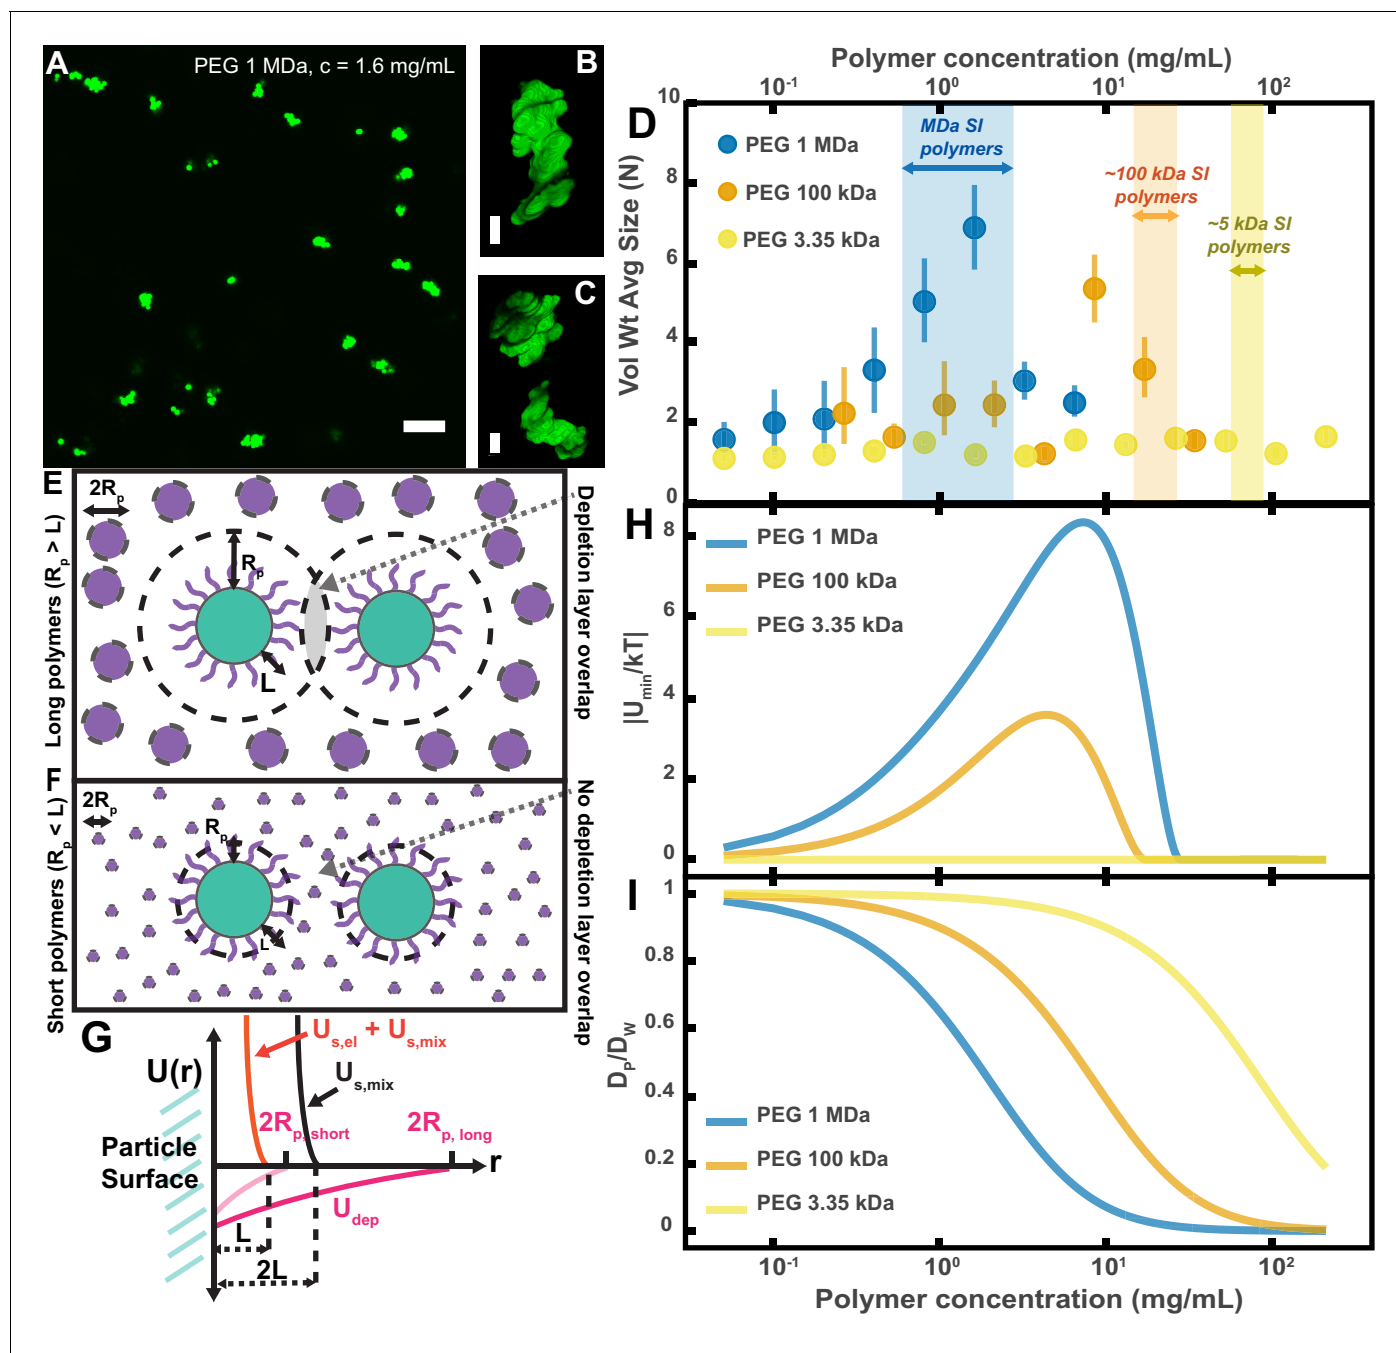 A
PEG 1 MDa, c = 1.6 mg/mL
B
C
Polymer concentration (mg/mL)
10-1
100
101
102
D
10
8
6
4
2
0
Vol Wt Avg Size (N)
PEG 1 MDa
PEG 100 kDa
PEG 3.35 kDa
MDa SI
polymers
~100 kDa SI
polymers
~5 kDa SI
polymers
E
Long polymers (Rp > L)
2Rp
Rp
L
Depletion layer overlap
F
Short polymers (Rp < L)
2Rp
Rp
L
No depletion layer overlap
G
U(r)
Us,el + Us,mix
Us,mix
2Rp,short
2Rp, long
r
Particle
Surface
Udep
L
2L
H
8
6
4
2
0
|Umin/kT|
PEG 1 MDa
PEG 100 kDa
PEG 3.35 kDa
I
1
0.8
0.6
0.4
0.2
0
DP/DW
PEG 1 MDa
PEG 100 kDa
PEG 3.35 kDa
10-1
100
101
102
Polymer concentration (mg/mL)